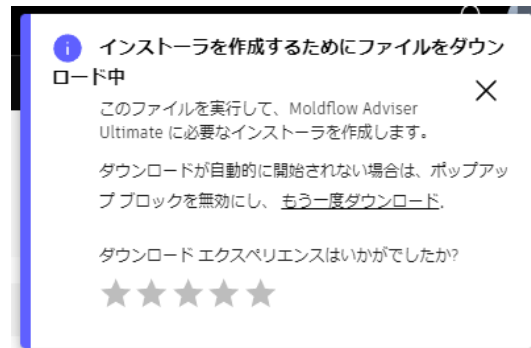 インストーラを作成するためにファイルをダウン
ロード中
このファイルを実行して、Moldflow Adviser
Ultimate に必要なインストーラを作成します。
ダウンロードが自動的に開始されない場合は、ポップアッ
プ ブロックを無効にし、 もう一度ダウンロード.
ダウンロード エクスペリエンスはいかがでしたか?